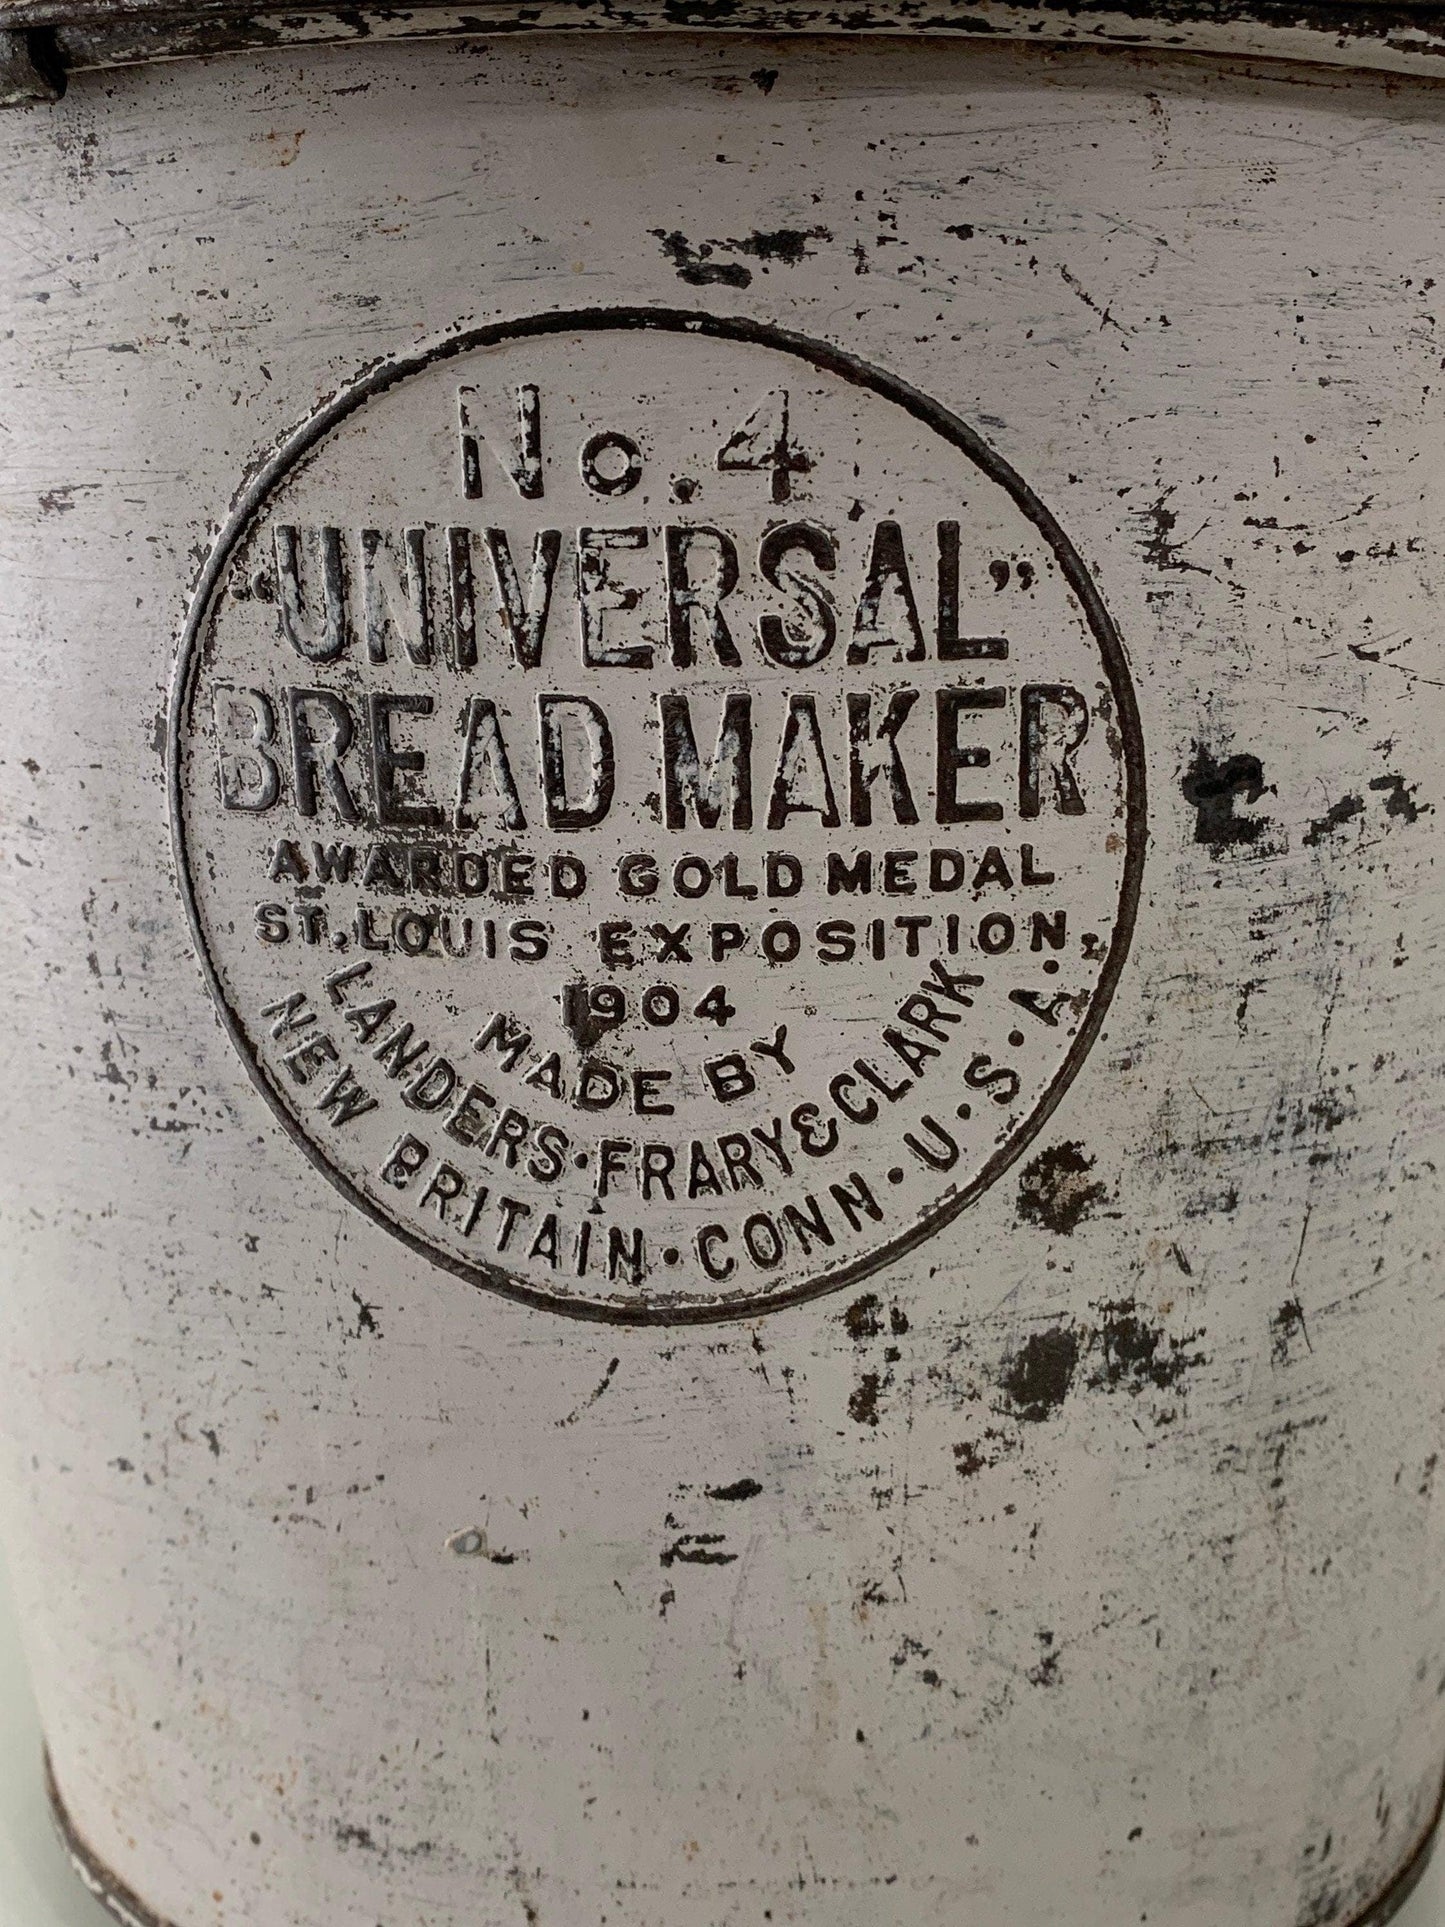 No. 4
"UNIVERSAL"
BREAD MAKER
AWARDED GOLD MEDAL
ST. LOUIS EXPOSITION,
1904
MADE BY
LANDERS·FRARY & CLARK
NEW BRITAIN·CONN·U·S·A·